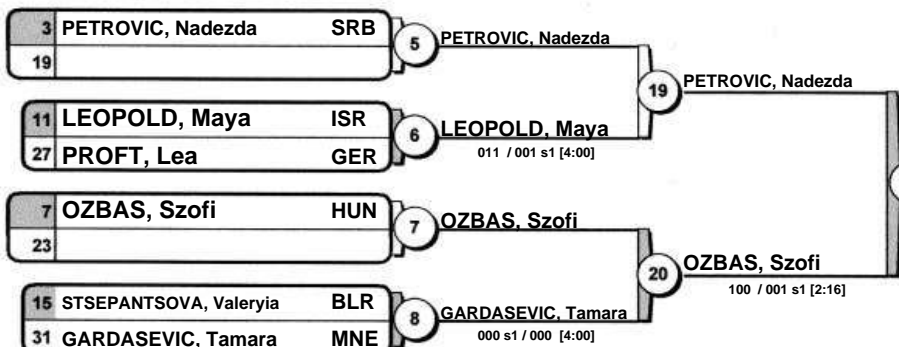 3 PETROVIC, Nadezda SRB
19
5 PETROVIC, Nadezda
19 PETROVIC, Nadezda
11 LEOPOLD, Maya ISR
27 PROFT, Lea GER
6 LEOPOLD, Maya
011 / 001 s1 [4:00]
7 OZBAS, Szofi HUN
23
7 OZBAS, Szofi
20 OZBAS, Szofi
100 / 001 s1 [2:16]
15 STSEPANTSOVA, Valeryia BLR
31 GARDASEVIC, Tamara MNE
8 GARDASEVIC, Tamara
000 s1 / 000 [4:00]